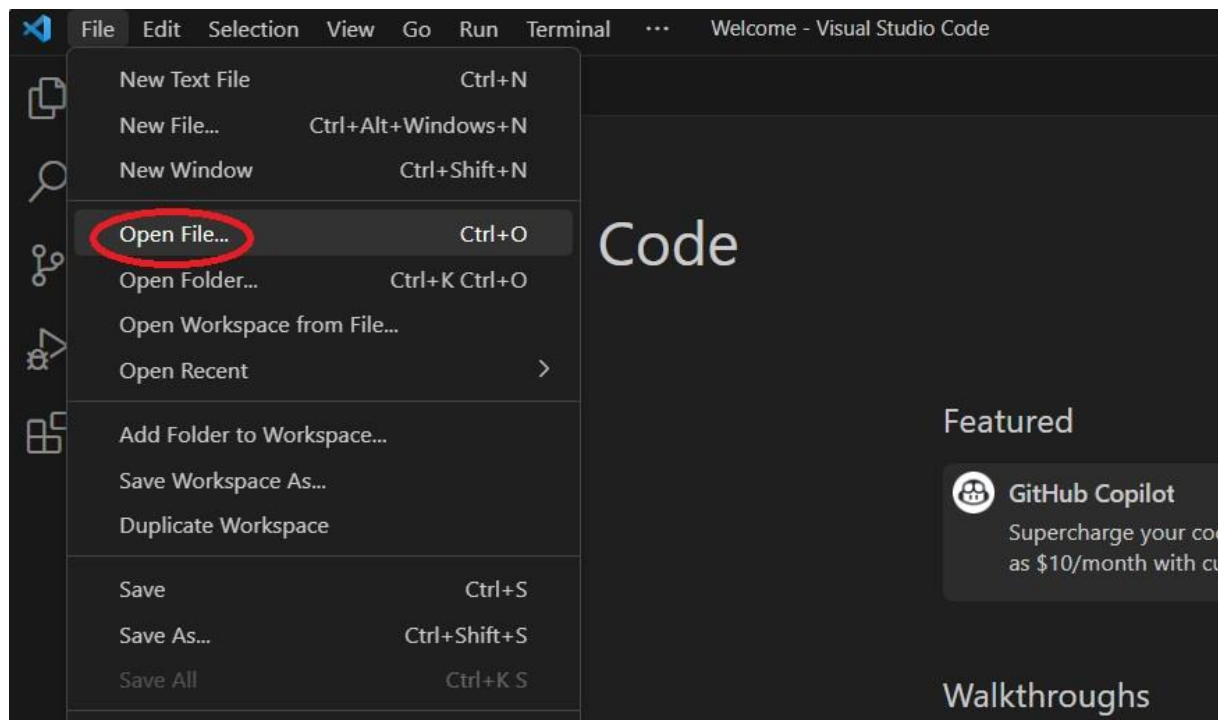 File Edit Selection View Go Run Terminal ··· Welcome - Visual Studio Code
New Text File Ctrl+N
New File... Ctrl+Alt+Windows+N
New Window Ctrl+Shift+N
Open File... Ctrl+O
Code
Open Folder... Ctrl+K Ctrl+O
Open Workspace from File...
Open Recent
Add Folder to Workspace...
Save Workspace As...
Duplicate Workspace
Save Ctrl+S
Save As... Ctrl+Shift+S
Save All Ctrl+K S
Featured
GitHub Copilot
Supercharge your
as $10/month with
Walkthroughs